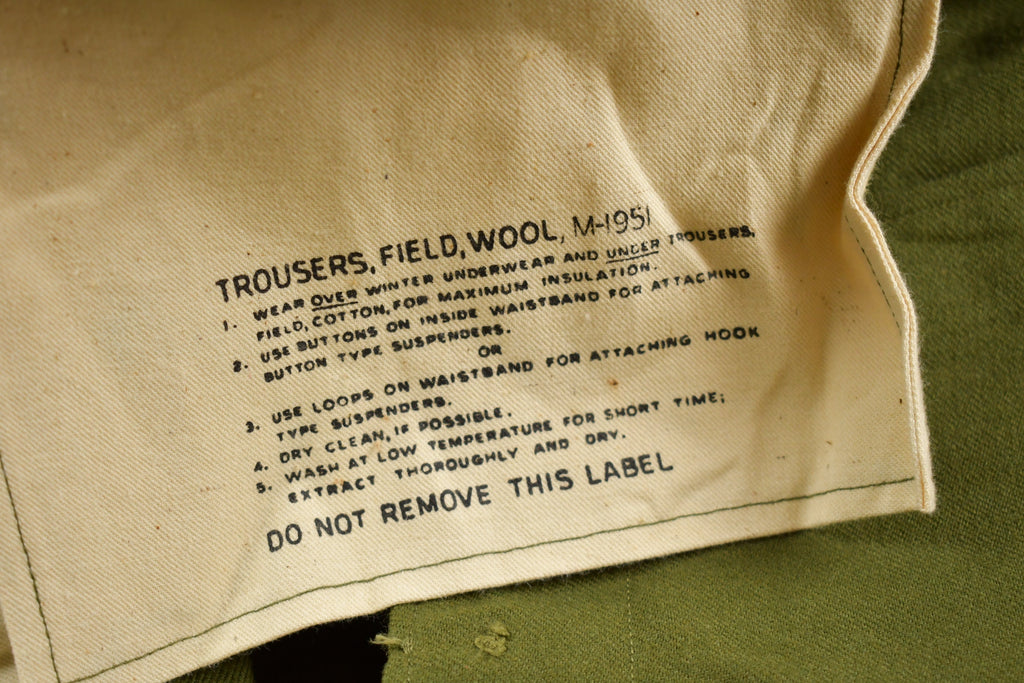 TROUSERS, FIELD, WOOL, M-1951
1. WEAR OVER WINTER UNDERWEAR AND UNDER TROUSERS,
FIELD, COTTON, FOR MAXIMUM INSULATION.
2. USE BUTTONS ON INSIDE WAISTBAND FOR ATTACHING
BUTTON TYPE SUSPENDERS.
OR
3. USE LOOPS ON WAISTBAND FOR ATTACHING HOOK
TYPE SUSPENDERS.
4. DRY CLEAN, IF POSSIBLE.
5. WASH AT LOW TEMPERATURE FOR SHORT TIME;
EXTRACT THOROUGHLY AND DRY.
DO NOT REMOVE THIS LABEL